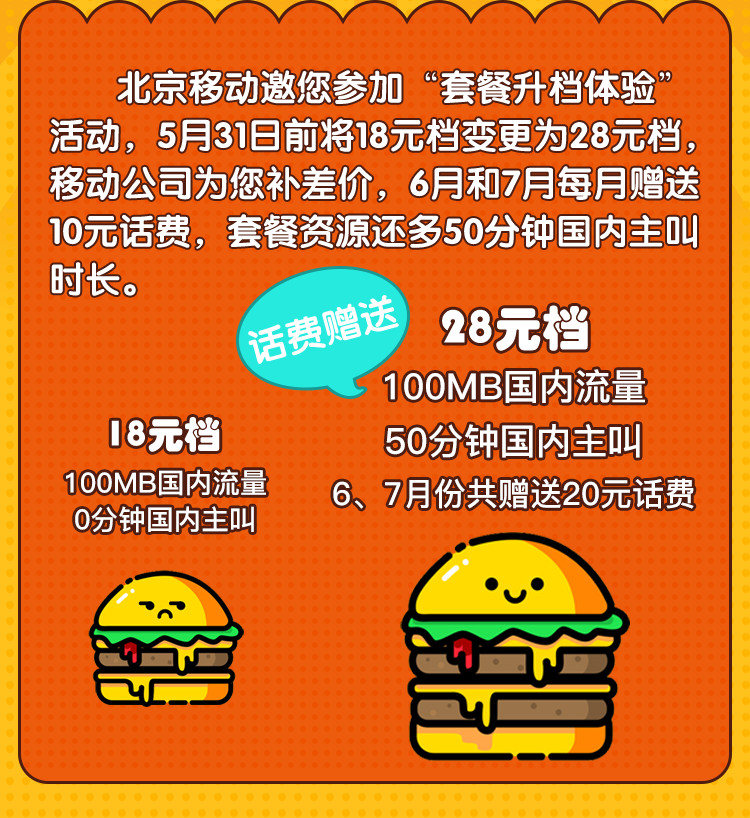 北京移动邀您参加“套餐升档体验”
活动，5月31日前将18元档变更为28元档，
移动公司为您补差价，6月和7月每月赠送
10元话费，套餐资源还多50分钟国内主叫
时长。
话费赠送
28元档
100MB国内流量
50分钟国内主叫
6、7月份共赠送20元话费
18元档
100MB国内流量
0分钟国内主叫